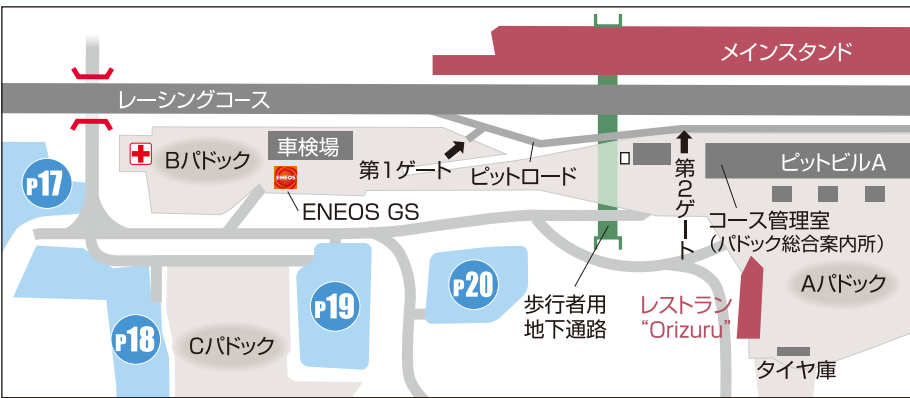 メインスタンド
レーシングコース
車検場
Bパドック
第1ゲート
ピットロード
第2ゲート
ピットビルA
P17
ENEOS
ENEOS GS
コース管理室
（パドック総合案内所）
Aパドック
P18
Cパドック
P19
P20
歩行者用
地下通路
レストラン
“Orizuru”
タイヤ庫